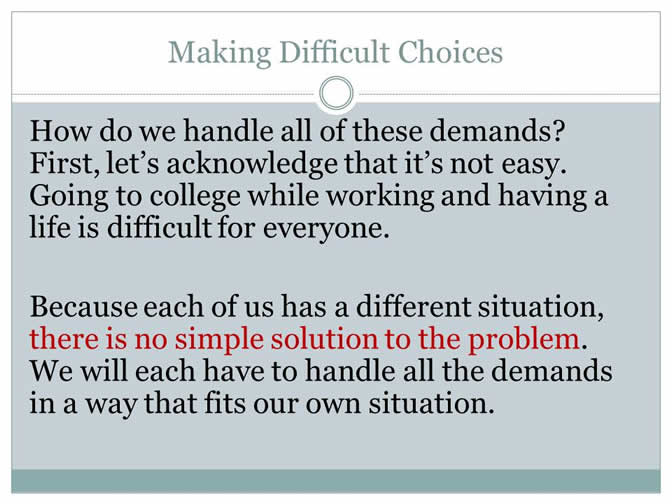 Making Difficult Choices
How do we handle all of these demands?
First, let’s acknowledge that it’s not easy.
Going to college while working and having a
life is difficult for everyone.
Because each of us has a different situation,
there is no simple solution to the problem.
We will each have to handle all the demands
in a way that fits our own situation.